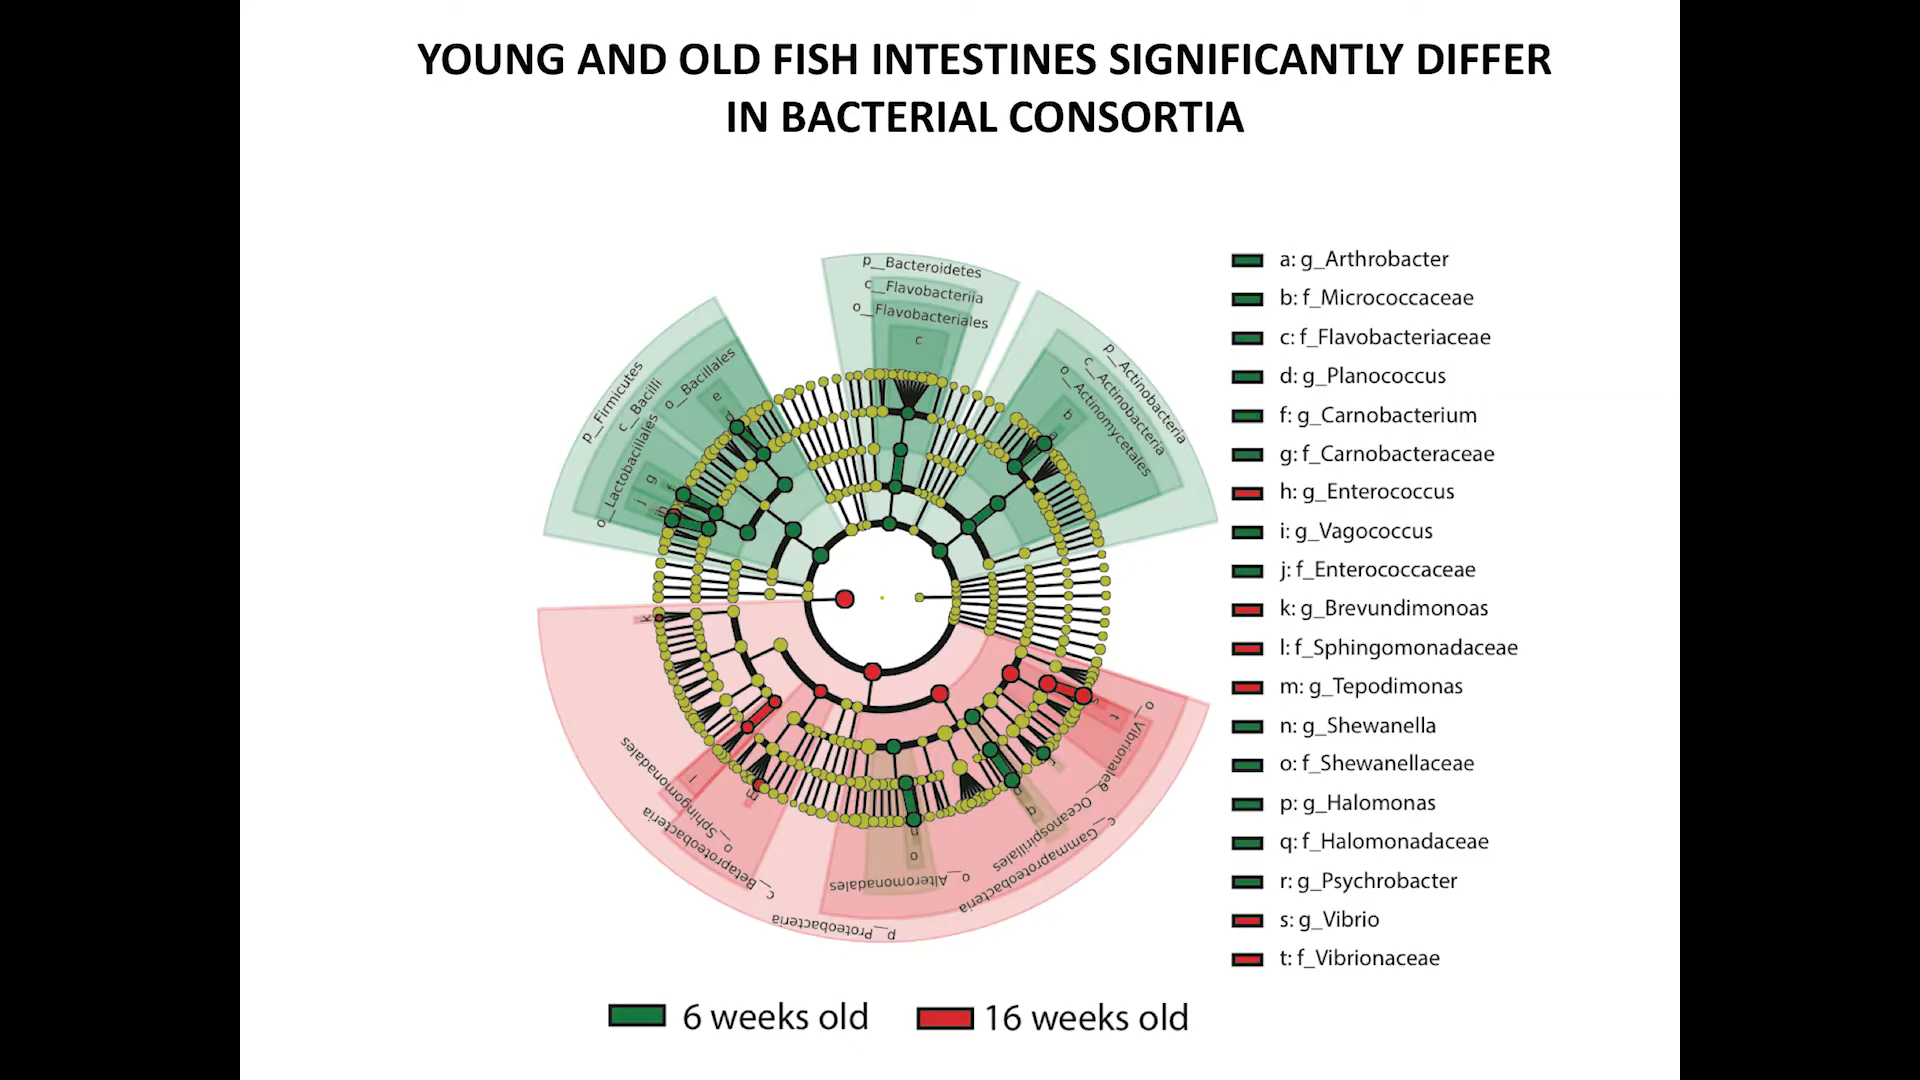 YOUNG AND OLD FISH INTESTINES SIGNIFICANTLY DIFFER
IN BACTERIAL CONSORTIA
p__Bacteroidetes
c__Flavobacteriia
o__Flavobacteriales
c
p__Actinobacteria
c__Actinobacteria
o__Actinomycetales
b
p__Firmicutes
c__Bacilli
o__Bacillales
e
d
o__Lactobacillales
g
f
j
i
h
k
l
m
o__Sphingomonadales
c__Betaproteobacteria
p__Proteobacteria
n
o
o__Alteromonadales
c__Gammaproteobacteria
o__Oceanospirillales
q
r
s
t
o__Vibrionales
a: g_Arthrobacter
b: f_Micrococcaceae
c: f_Flavobacteriaceae
d: g_Planococcus
f: g_Carnobacterium
g: f_Carnobacteraceae
h: g_Enterococcus
i: g_Vagococcus
j: f_Enterococcaceae
k: g_Brevundimonoas
l: f_Sphingomonadaceae
m: g_Tepodimonas
n: g_Shewanella
o: f_Shewanellaceae
p: g_Halomonas
q: f_Halomonadaceae
r: g_Psychrobacter
s: g_Vibrio
t: f_Vibrionaceae
6 weeks old
16 weeks old